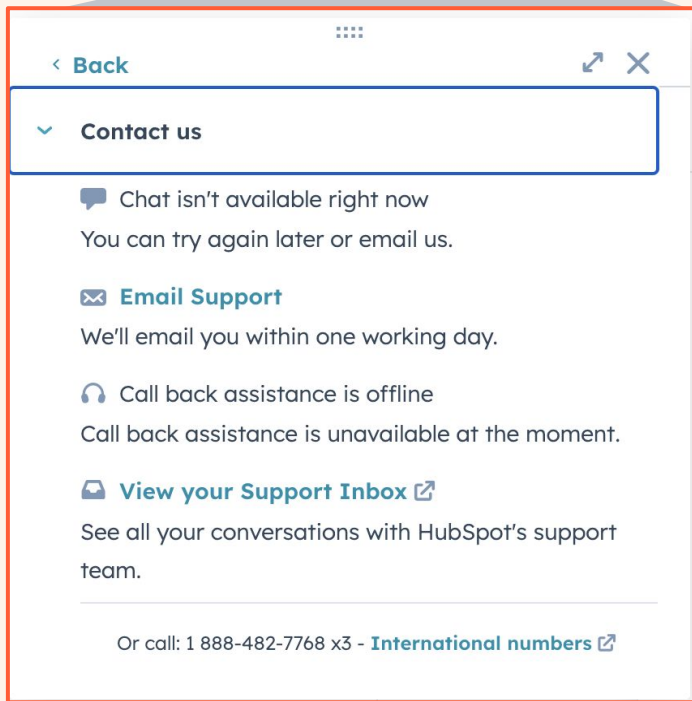 Back
Contact us
Chat isn't available right now
You can try again later or email us.
Email Support
We'll email you within one working day.
Call back assistance is offline
Call back assistance is unavailable at the moment.
View your Support Inbox
See all your conversations with HubSpot's support
team.
Or call: 1 888-482-7768 x3 - International numbers